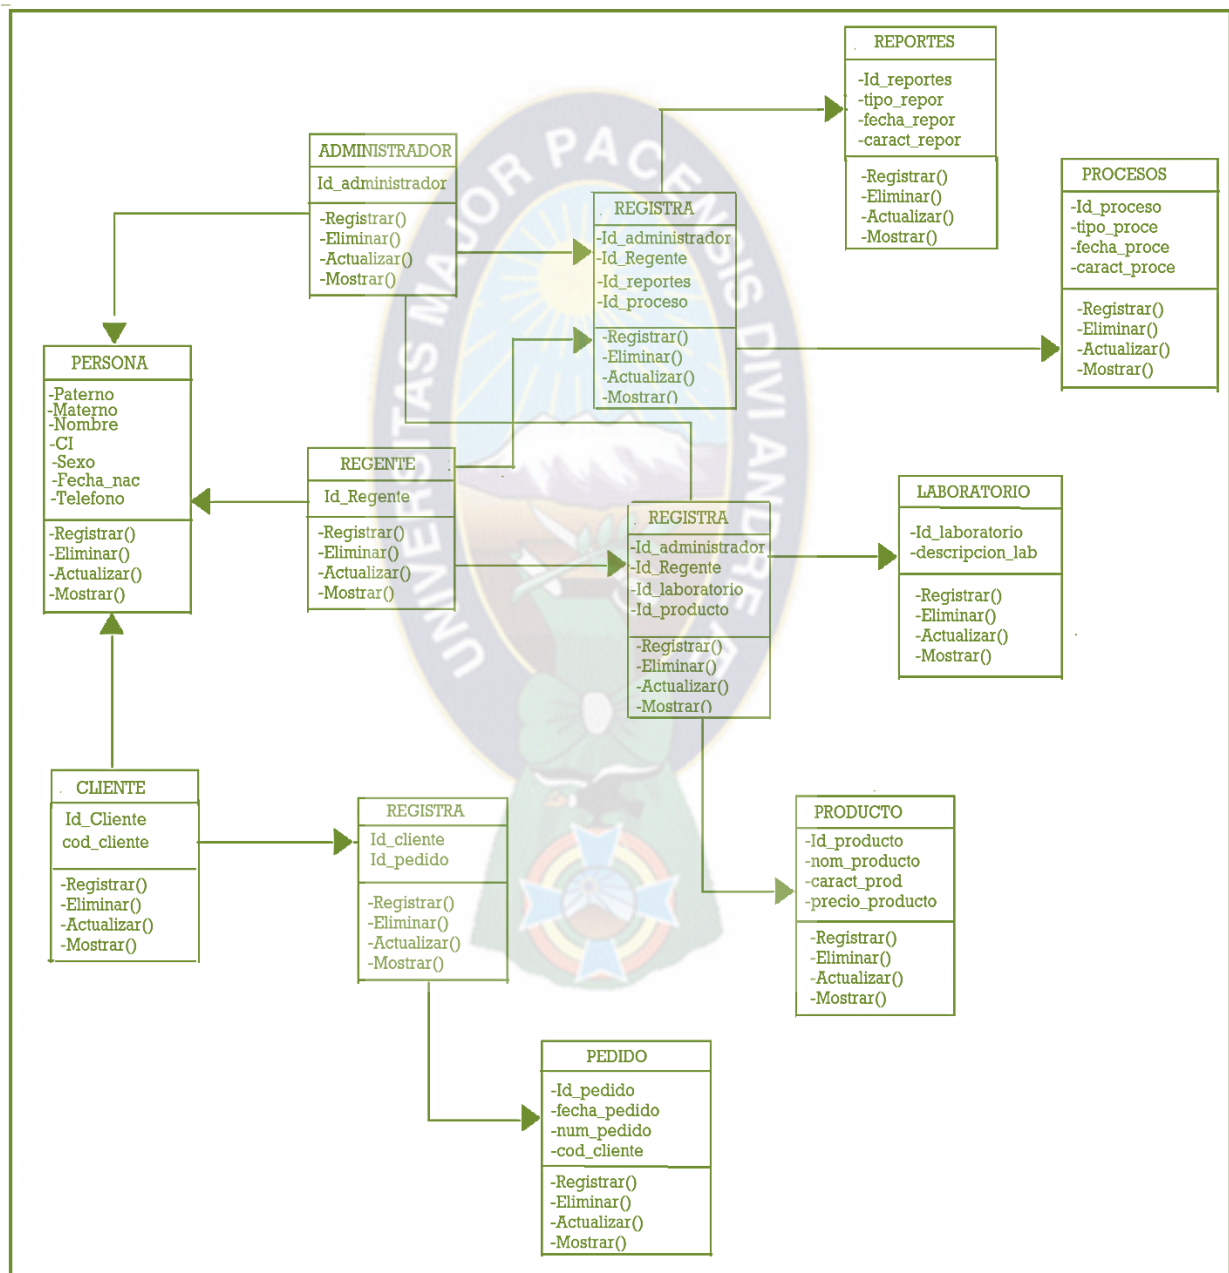 REPORTES
-Id_reportes
-tipo_repor
-fecha_repor
-caract_repor
-Registrar()
-Eliminar()
-Actualizar()
-Mostrar()
ADMINISTRADOR
Id_administrador
-Registrar()
-Eliminar()
-Actualizar()
-Mostrar()
REGISTRA
-Id_administrador
-Id_Regente
-Id_reportes
-Id_proceso
-Registrar()
-Eliminar()
-Actualizar()
-Mostrar()
PROCESOS
-Id_proceso
-tipo_proce
-fecha_proce
-caract_proce
-Registrar()
-Eliminar()
-Actualizar()
-Mostrar()
PERSONA
-Paterno
-Materno
-Nombre
-CI
-Sexo
-Fecha_nac
-Telefono
-Registrar()
-Eliminar()
-Actualizar()
-Mostrar()
REGENTE
Id_Regente
-Registrar()
-Eliminar()
-Actualizar()
-Mostrar()
REGISTRA
-Id_administrador
-Id_Regente
-Id_laboratorio
-Id_producto
-Registrar()
-Eliminar()
-Actualizar()
-Mostrar()
LABORATORIO
-Id_laboratorio
-descripcion_lab
-Registrar()
-Eliminar()
-Actualizar()
-Mostrar()
CLIENTE
Id_Cliente
cod_cliente
-Registrar()
-Eliminar()
-Actualizar()
-Mostrar()
REGISTRA
Id_cliente
Id_pedido
-Registrar()
-Eliminar()
-Actualizar()
-Mostrar()
PRODUCTO
-Id_producto
-nom_producto
-caract_prod
-precio_producto
-Registrar()
-Eliminar()
-Actualizar()
-Mostrar()
PEDIDO
-Id_pedido
-fecha_pedido
-num_pedido
-cod_cliente
-Registrar()
-Eliminar()
-Actualizar()
-Mostrar()
UNIVERSITAS MAJOR PACENSIS DIVI ANDRE